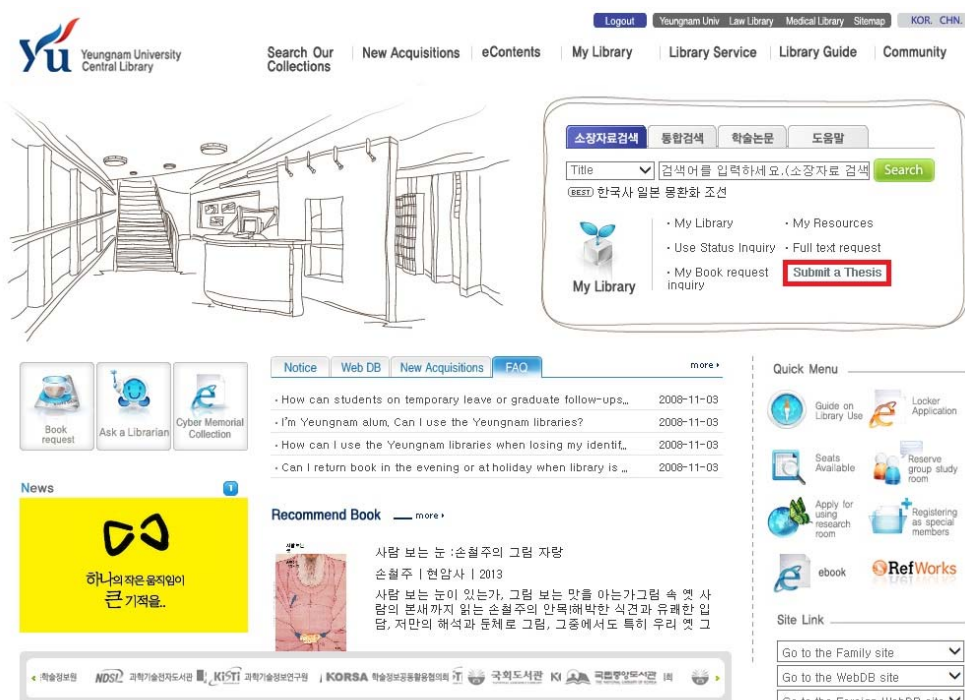 Logout Yeungnam Univ Law Library Medical Library Sitemap KOR. CHN.
Yu Yeungnam University
Central Library
Search Our
Collections
New Acquisitions eContents My Library Library Service Library Guide Community
소장자료검색 통합검색 학술논문 도움말
Title 검색어를 입력하세요.(소장자료 검색 Search
BEST 한국사 일본 몽환화 조선
My Library
· My Library · My Resources
· Use Status Inquiry · Full text request
· My Book request
inquiry
Submit a Thesis
Book
request
Ask a Librarian
Cyber Memorial
Collection
Notice Web DB New Acquisitions FAQ more
· How can students on temporary leave or graduate follow-ups... 2008-11-03
· I'm Yeungnam alum, Can I use the Yeungnam libraries? 2008-11-03
· How can I use the Yeungnam libraries when losing my identif... 2008-11-03
· Can I return book in the evening or at holiday when library is ... 2008-11-03
News 1
하나의 작은 움직임이
큰 기적을..
Recommend Book more
사람 보는 눈 :손철주의 그림 자랑
손철주 | 현암사 | 2013
사람 보는 눈이 있는가, 그림 보는 맛을 아는가그림 속 옛 사
람의 본새까지 읽는 손철주의 안목!해박한 식견과 유쾌한 입
담, 저만의 해석과 문체로 그림, 그중에서도 특히 우리 옛 그
Quick Menu
Guide on
Library Use
Locker
Application
Seats
Available
Reserve
group study
room
Apply for
using
research
room
Registering
as special
members
ebook
RefWorks
Site Link
Go to the Family site
Go to the WebDB site
Go to the Foreign WebDB site
학술정보원 NDSL 과학기술전자도서관 KiSTi 과학기술정보연구원 KORSA 학술정보공동활용협의회 국회도서관 KI 국립중앙도서관